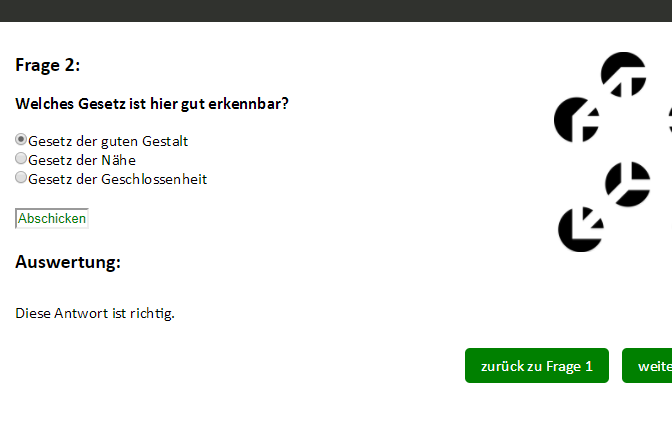 Frage 2:
Welches Gesetz ist hier gut erkennbar?
Gesetz der guten Gestalt
Gesetz der Nähe
Gesetz der Geschlossenheit
Abschicken
Auswertung:
Diese Antwort ist richtig.
zurück zu Frage 1
weite